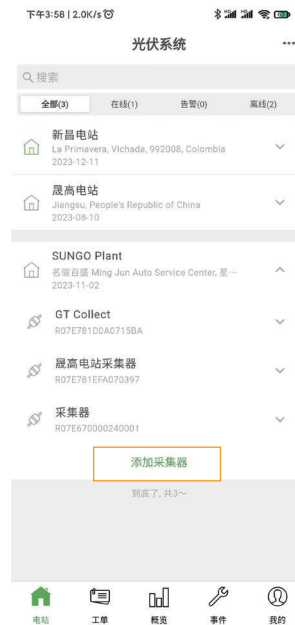 下午3:58 | 2.0K/s
光伏系统
搜索
全部(3) 在线(1) 告警(0) 离线(2)
新昌电站
La Primavera, Vichada, 992008, Colombia
2023-12-11
晟高电站
Jiangsu, People's Republic of China
2023-08-10
SUNGO Plant
名骏百盛 Ming Jun Auto Service Center, 星…
2023-11-02
GT Collect
R07E781D0A0715BA
晟高电站采集器
R07E781EFA070397
采集器
R07E670000240001
添加采集器
到底了, 共3～
电站 工单 概览 事件 我的